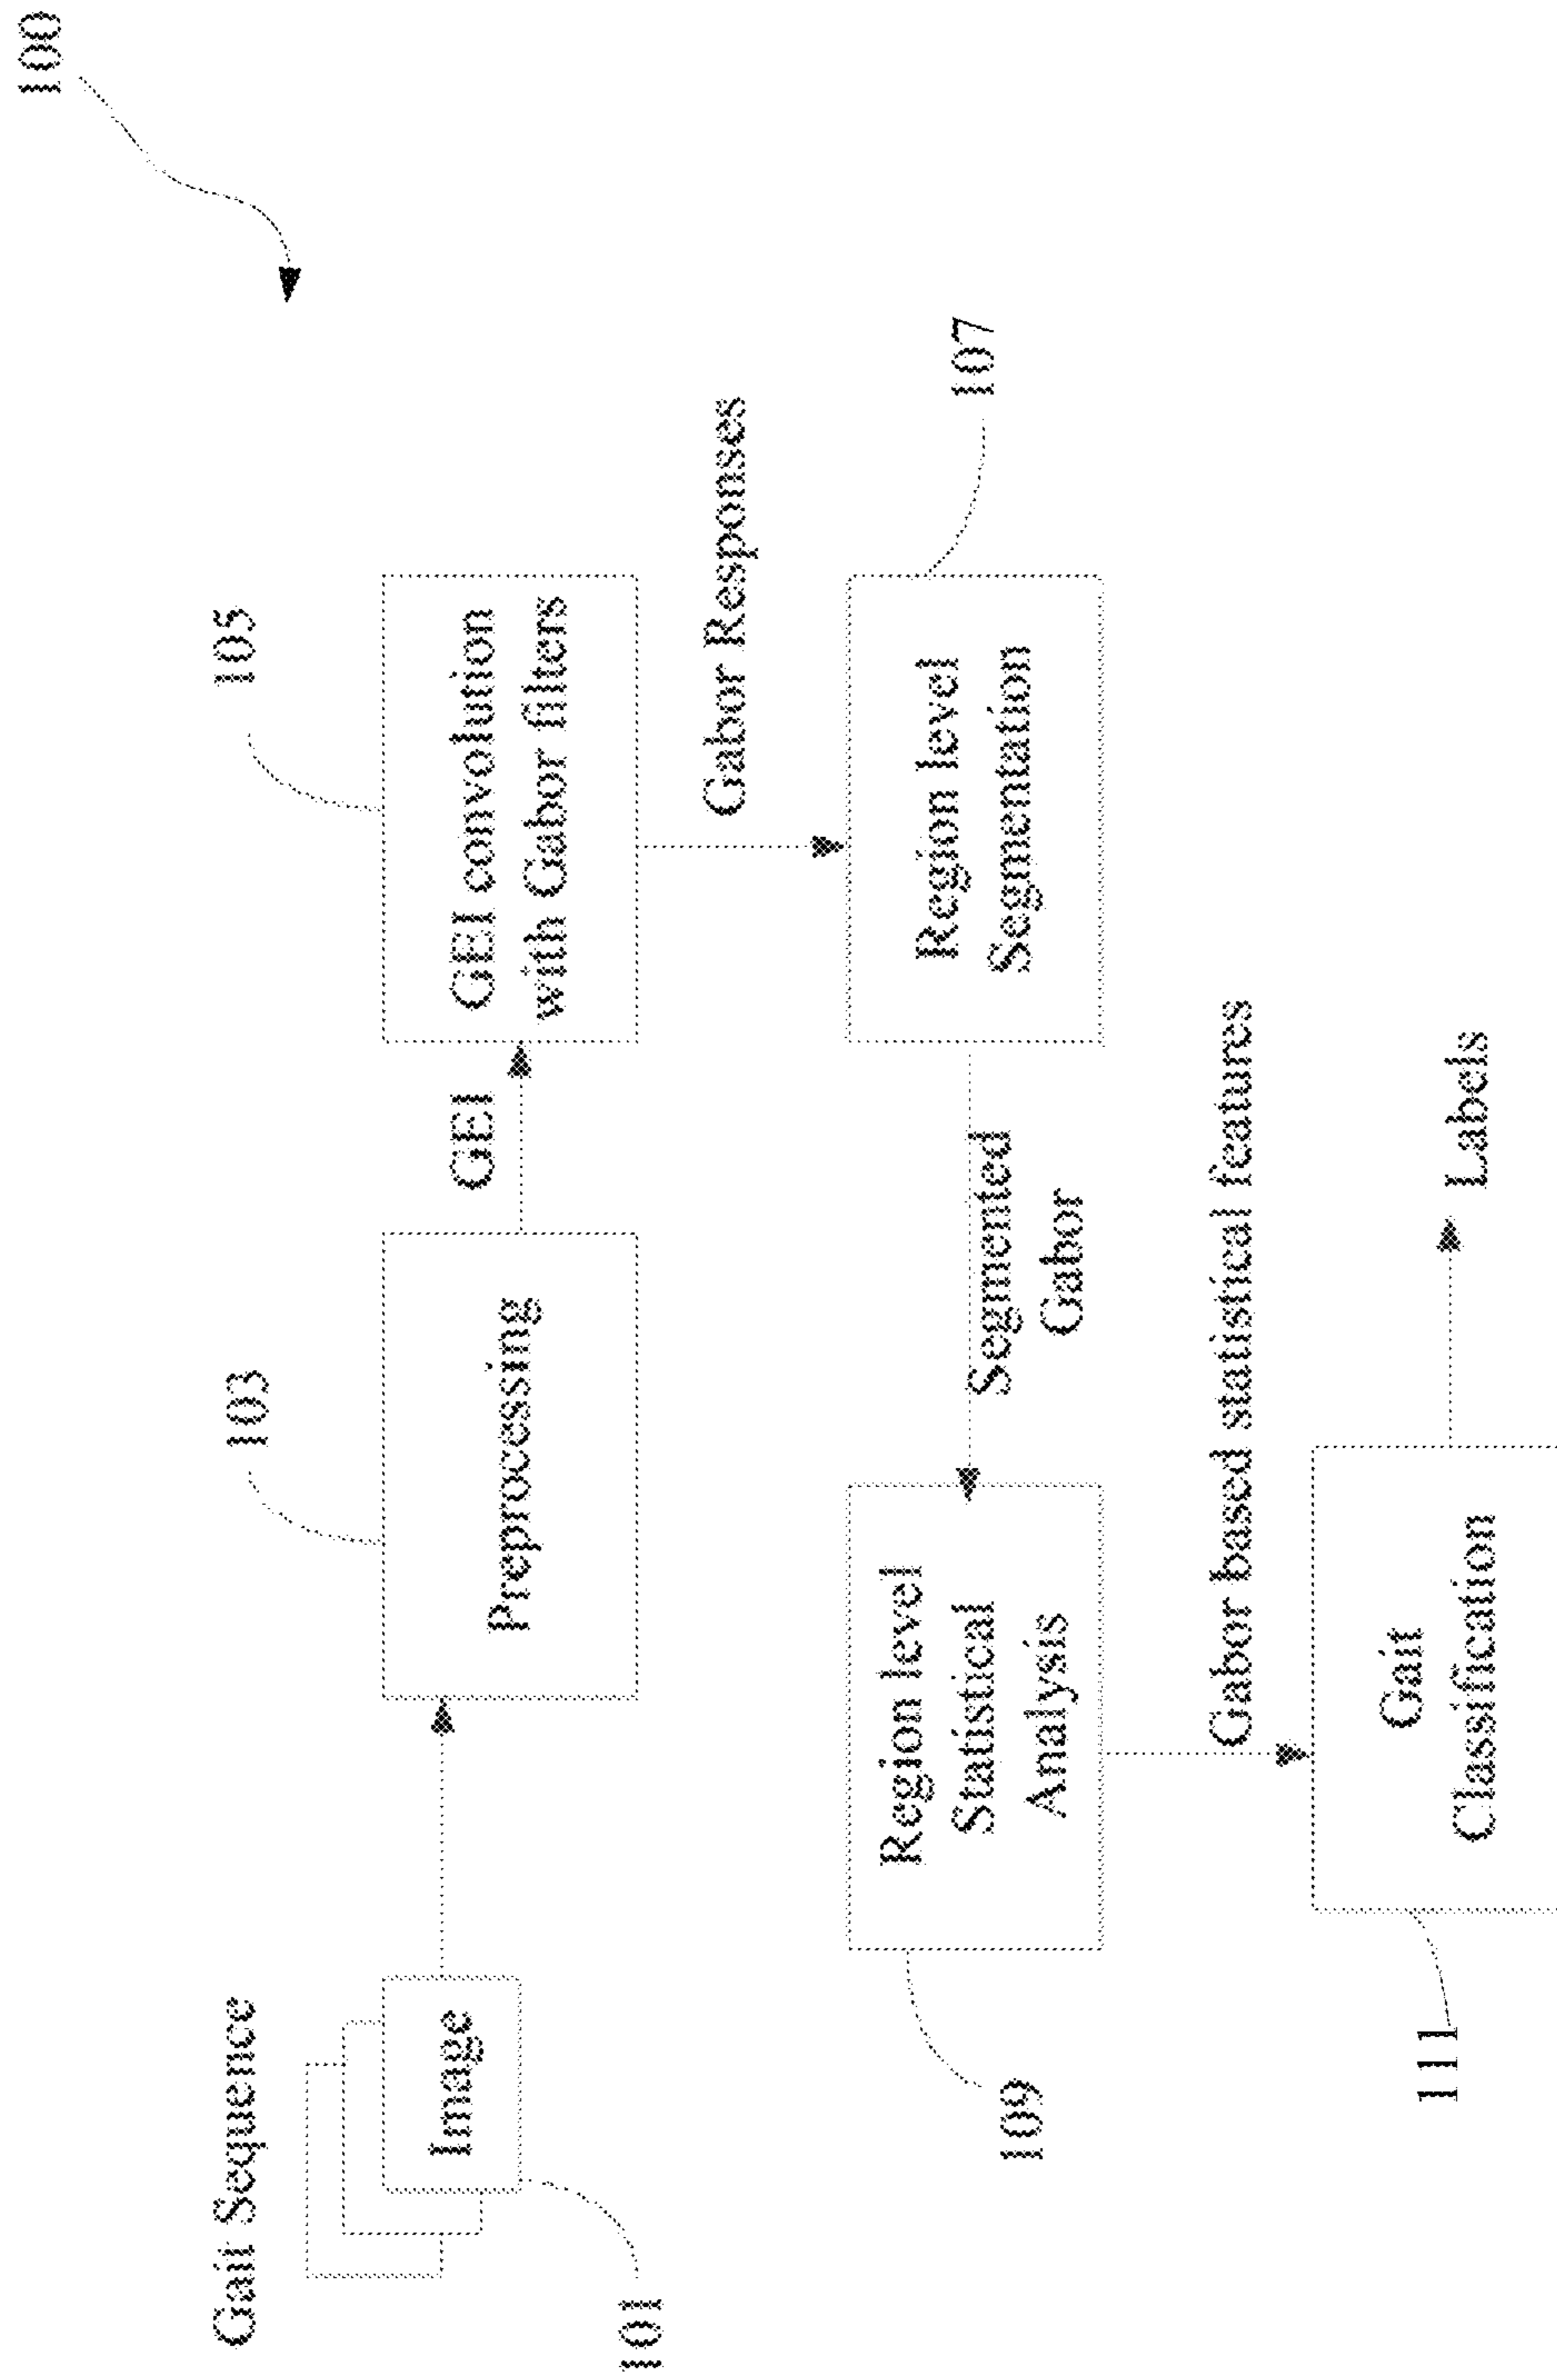 100
Gait Sequence
103
105
Image
Preprocessing
GEI
GEI convolution
with Gabor filters
101
Gabor Responses
109
Region level
Statistical
Analysis
Segmented
Gabor
Region level
Segmentation
107
Gabor based statistical features
111
Gait
Classification
Labels